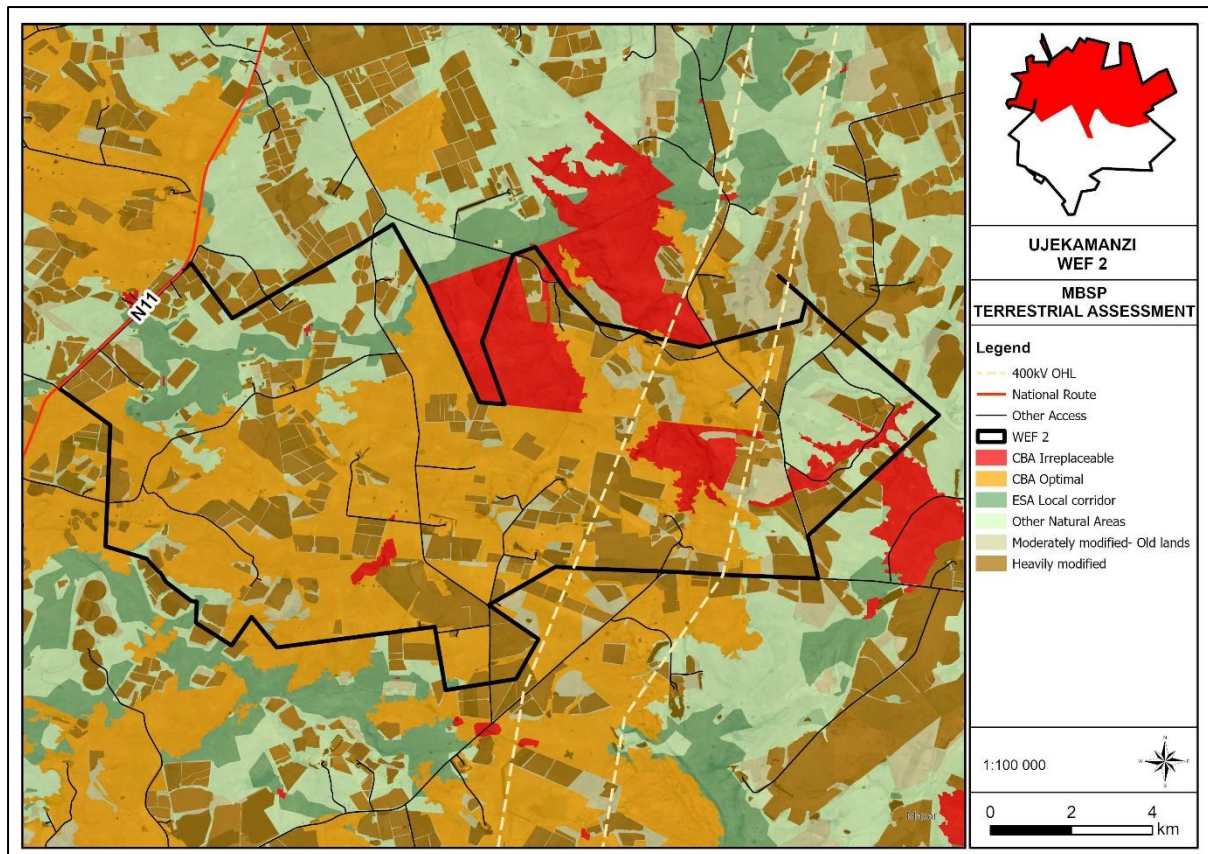 N11
UJEKAMANZI
WEF 2
MBSP
TERRESTRIAL ASSESSMENT
Legend
400kV OHL
National Route
Other Access
WEF 2
CBA Irreplaceable
CBA Optimal
ESA Local corridor
Other Natural Areas
Moderately modified- Old lands
Heavily modified
1:100 000
N
W E
S
0 2 4
km